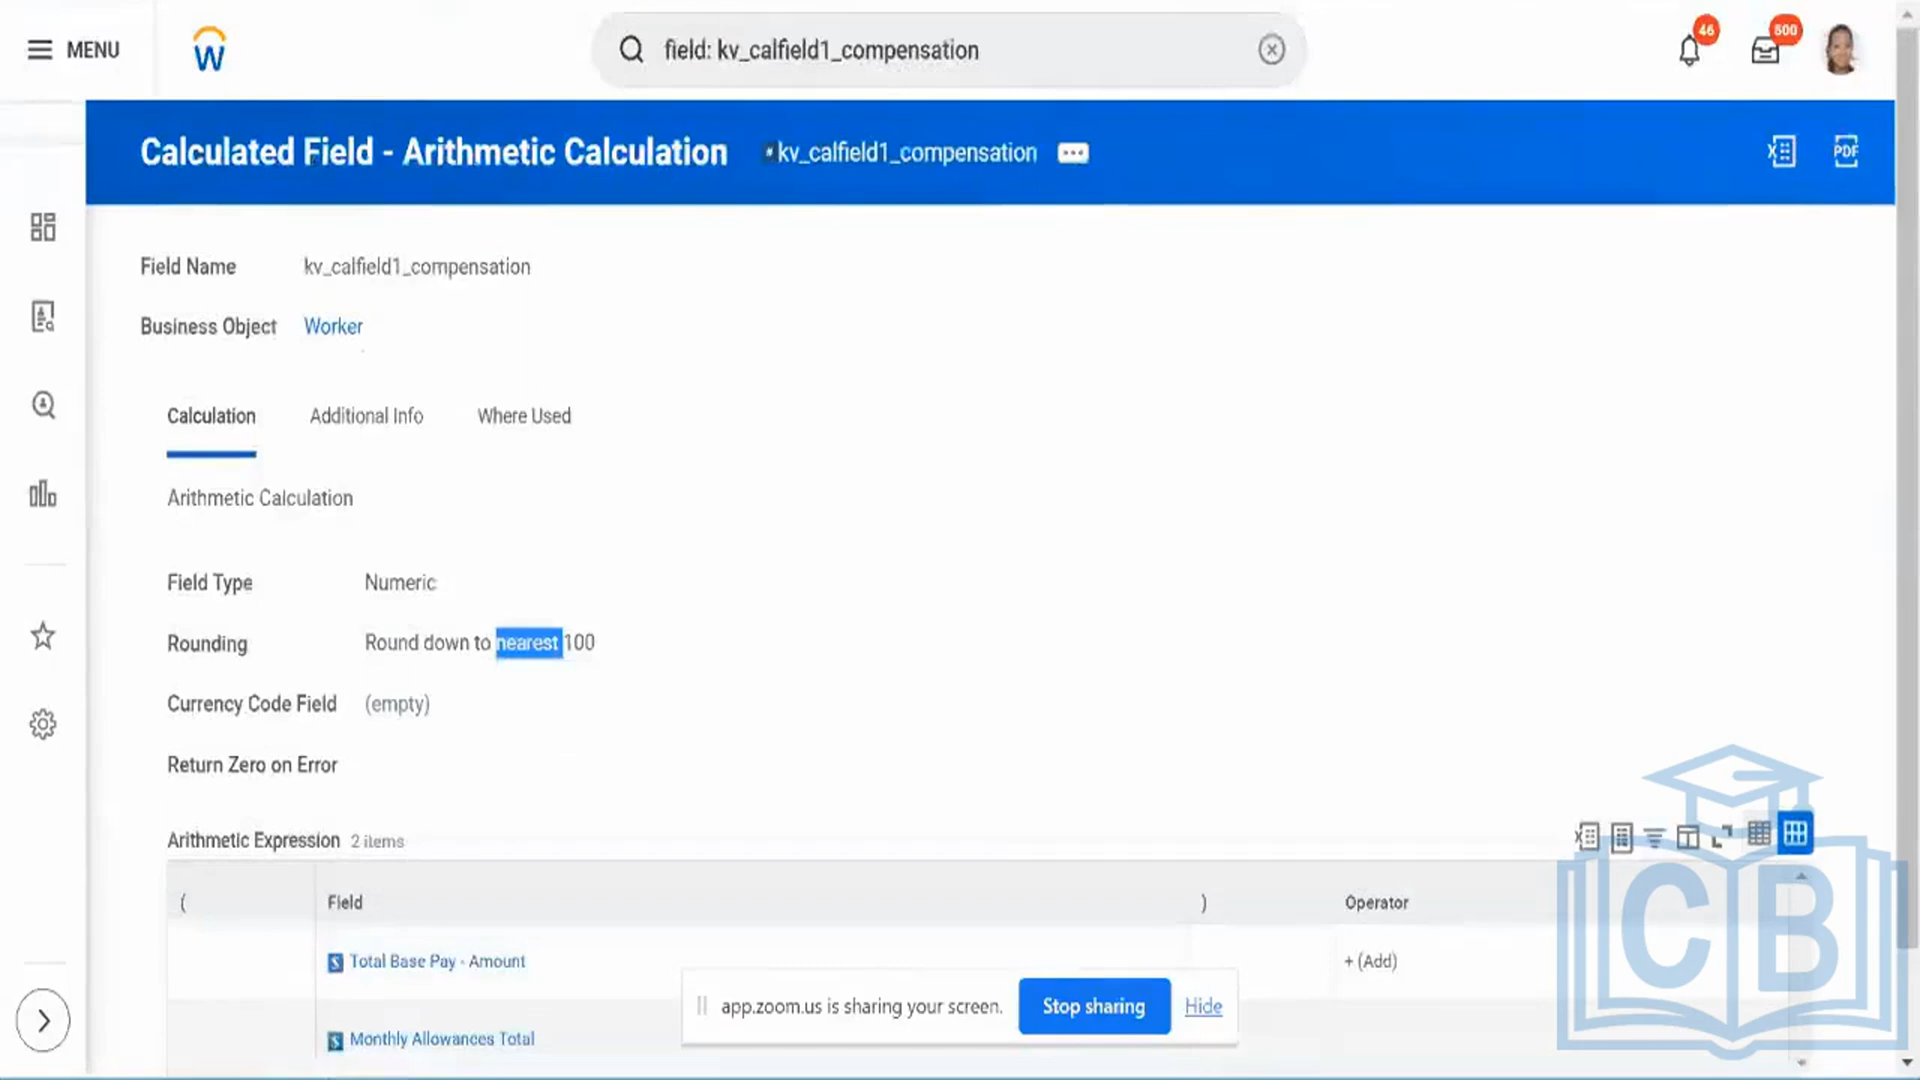 MENU
field: kv_calfield1_compensation
46
500
Calculated Field - Arithmetic Calculation
kv_calfield1_compensation
PDF
Field Name kv_calfield1_compensation
Business Object Worker
Calculation Additional Info Where Used
Arithmetic Calculation
Field Type Numeric
Rounding Round down to nearest 100
Currency Code Field (empty)
Return Zero on Error
Arithmetic Expression 2 items
( Field ) Operator
Total Base Pay - Amount + (Add)
app.zoom.us is sharing your screen. Stop sharing Hide
Monthly Allowances Total
CB